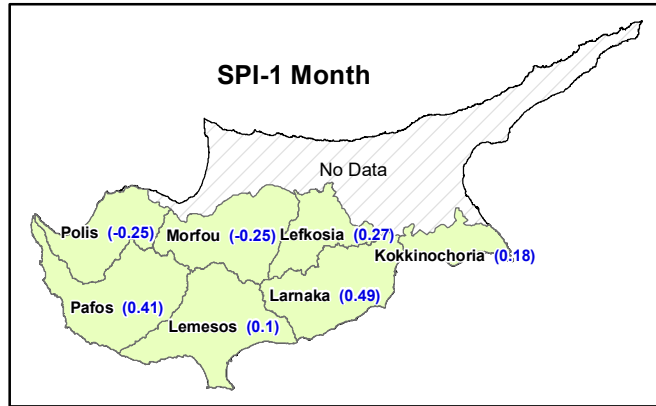 SPI-1 Month
No Data
Polis (-0.25)
Morfou (-0.25)
Lefkosia (0.27)
Kokkinochoria (0.18)
Pafos (0.41)
Larnaka (0.49)
Lemesos (0.1)